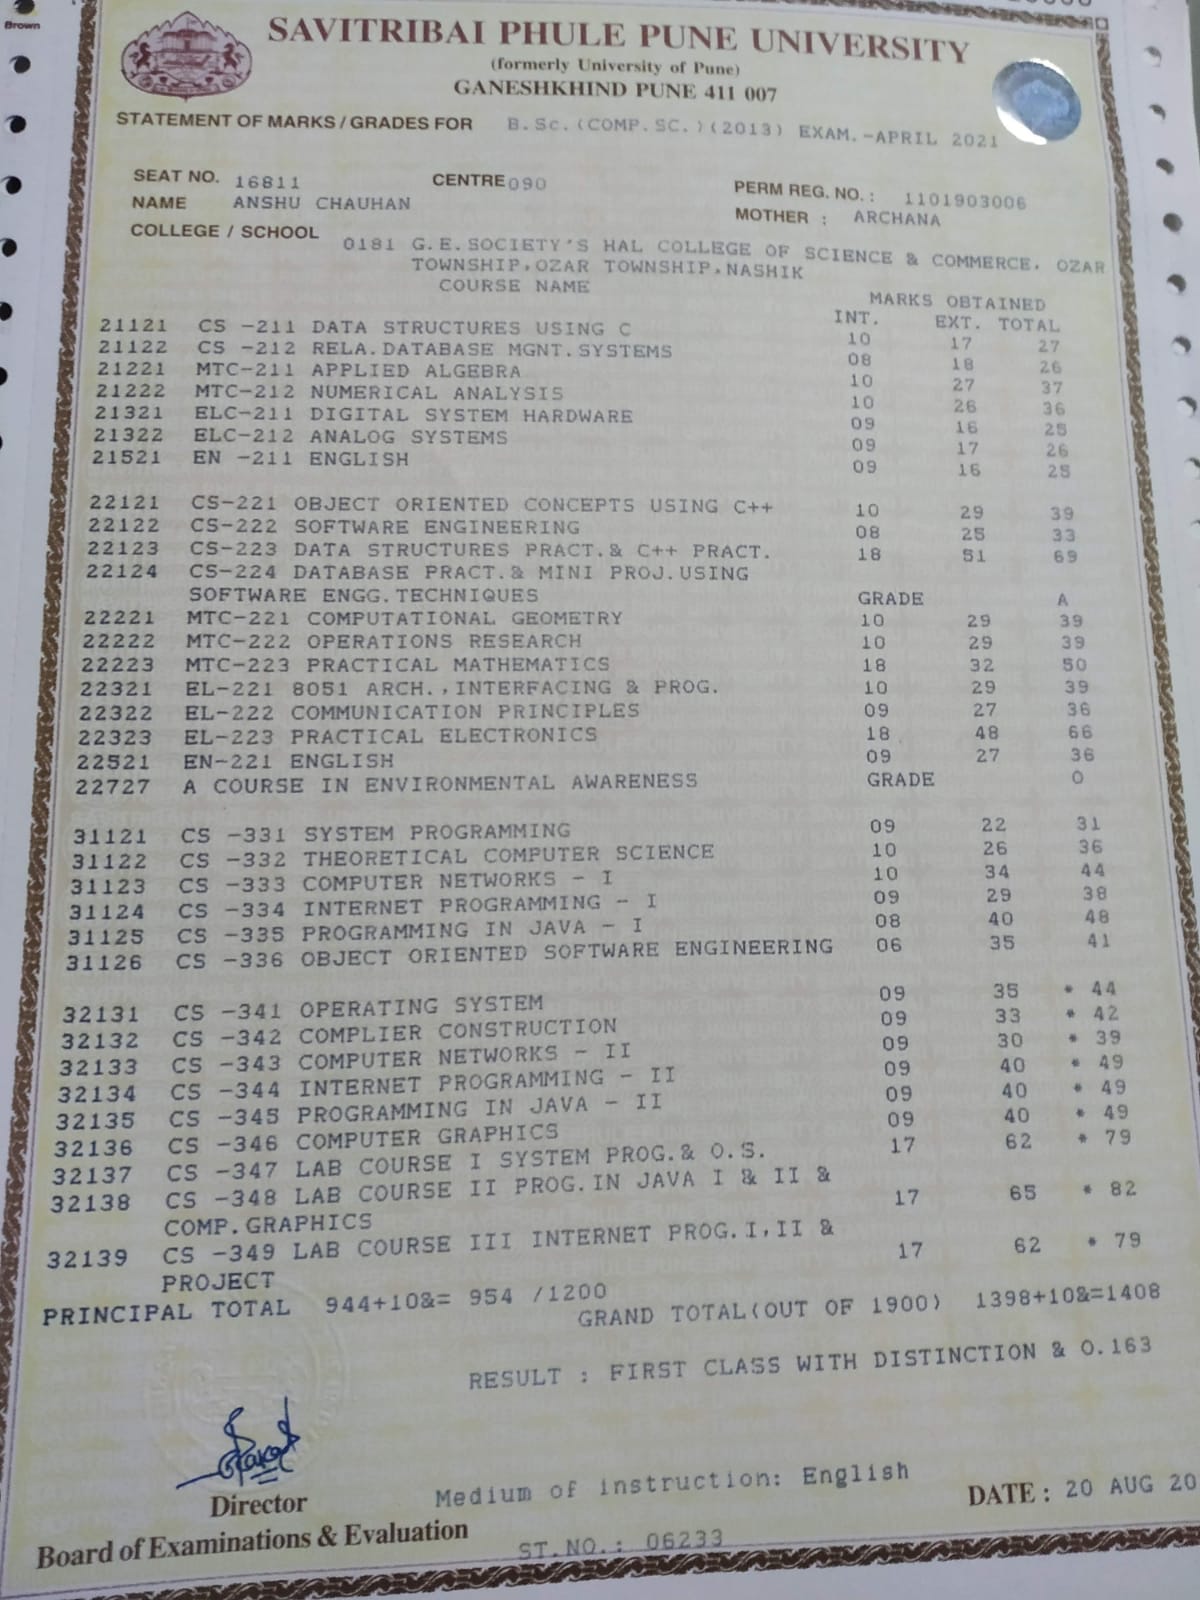 Brown
SAVITRIBAI PHULE PUNE UNIVERSITY
(formerly University of Pune)
GANESHKHIND PUNE 411 007
STATEMENT OF MARKS / GRADES FOR B.Sc.(COMP.SC.)(2013) EXAM.-APRIL 2021
SEAT NO. 16811 CENTRE 090 PERM REG. NO. : 1101903006
NAME ANSHU CHAUHAN MOTHER : ARCHANA
COLLEGE / SCHOOL 0181 G.E.SOCIETY'S HAL COLLEGE OF SCIENCE & COMMERCE, OZAR
TOWNSHIP,OZAR TOWNSHIP,NASHIK
COURSE NAME MARKS OBTAINED
INT. EXT. TOTAL
21121 CS -211 DATA STRUCTURES USING C 10 17 27
21122 CS -212 RELA.DATABASE MGNT.SYSTEMS 08 18 26
21221 MTC-211 APPLIED ALGEBRA 10 27 37
21222 MTC-212 NUMERICAL ANALYSIS 10 26 36
21321 ELC-211 DIGITAL SYSTEM HARDWARE 09 16 25
21322 ELC-212 ANALOG SYSTEMS 09 17 26
21521 EN -211 ENGLISH 09 16 25
22121 CS-221 OBJECT ORIENTED CONCEPTS USING C++ 10 29 39
22122 CS-222 SOFTWARE ENGINEERING 08 25 33
22123 CS-223 DATA STRUCTURES PRACT.& C++ PRACT. 18 51 69
22124 CS-224 DATABASE PRACT.& MINI PROJ.USING
SOFTWARE ENGG.TECHNIQUES GRADE A
22221 MTC-221 COMPUTATIONAL GEOMETRY 10 29 39
22222 MTC-222 OPERATIONS RESEARCH 10 29 39
22223 MTC-223 PRACTICAL MATHEMATICS 18 32 50
22321 EL-221 8051 ARCH.,INTERFACING & PROG. 10 29 39
22322 EL-222 COMMUNICATION PRINCIPLES 09 27 36
22323 EL-223 PRACTICAL ELECTRONICS 18 48 66
22521 EN-221 ENGLISH 09 27 36
22727 A COURSE IN ENVIRONMENTAL AWARENESS GRADE O
31121 CS -331 SYSTEM PROGRAMMING 09 22 31
31122 CS -332 THEORETICAL COMPUTER SCIENCE 10 26 36
31123 CS -333 COMPUTER NETWORKS - I 10 34 44
31124 CS -334 INTERNET PROGRAMMING - I 09 29 38
31125 CS -335 PROGRAMMING IN JAVA - I 08 40 48
31126 CS -336 OBJECT ORIENTED SOFTWARE ENGINEERING 06 35 41
32131 CS -341 OPERATING SYSTEM 09 35 * 44
32132 CS -342 COMPLIER CONSTRUCTION 09 33 * 42
32133 CS -343 COMPUTER NETWORKS - II 09 30 * 39
32134 CS -344 INTERNET PROGRAMMING - II 09 40 * 49
32135 CS -345 PROGRAMMING IN JAVA - II 09 40 * 49
32136 CS -346 COMPUTER GRAPHICS 09 40 * 49
32137 CS -347 LAB COURSE I SYSTEM PROG.& O.S. 17 62 * 79
32138 CS -348 LAB COURSE II PROG.IN JAVA I & II &
COMP.GRAPHICS 17 65 * 82
32139 CS -349 LAB COURSE III INTERNET PROG.I,II &
PROJECT 17 62 * 79
PRINCIPAL TOTAL 944+10&= 954 /1200
GRAND TOTAL(OUT OF 1900) 1398+10&=1408
RESULT : FIRST CLASS WITH DISTINCTION & O.163
Director
Board of Examinations & Evaluation
Medium of instruction: English
DATE : 20 AUG 20
ST.NO.: 06233